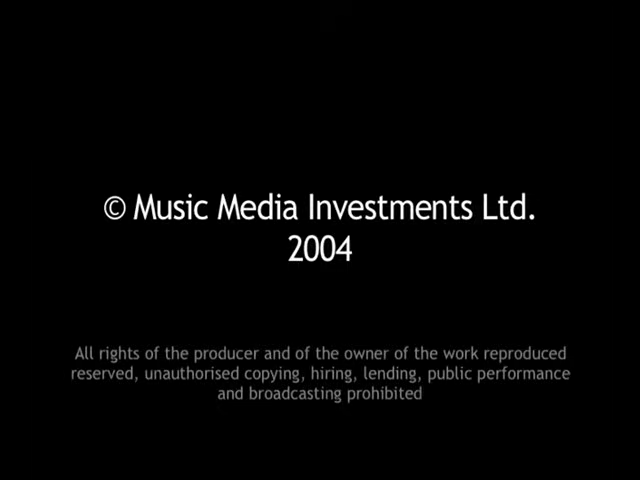 © Music Media Investments Ltd.
2004
All rights of the producer and of the owner of the work reproduced
reserved, unauthorised copying, hiring, lending, public performance
and broadcasting prohibited